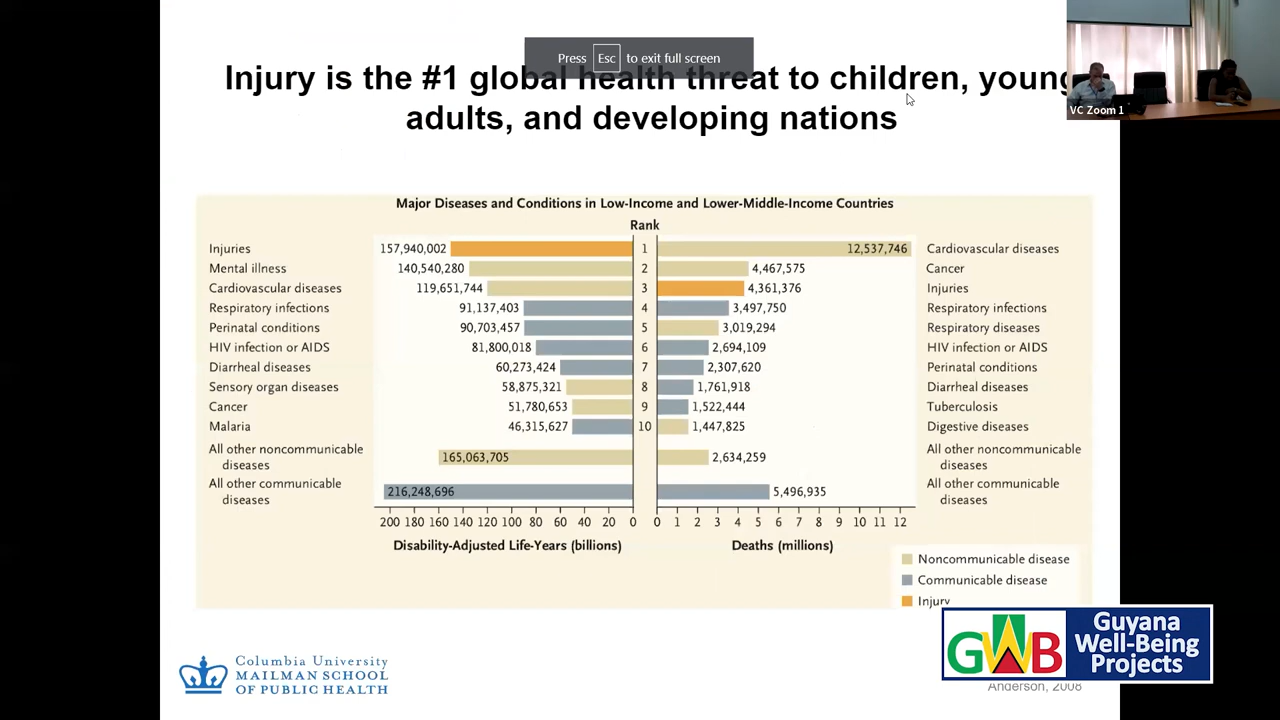 Press Esc to exit full screen
Injury is the #1 global health threat to children, young
adults, and developing nations
VC Zoom 1
Major Diseases and Conditions in Low-Income and Lower-Middle-Income Countries
Rank
Injuries 157,940,002 1 12,537,746 Cardiovascular diseases
Mental illness 140,540,280 2 4,467,575 Cancer
Cardiovascular diseases 119,651,744 3 4,361,376 Injuries
Respiratory infections 91,137,403 4 3,497,750 Respiratory infections
Perinatal conditions 90,703,457 5 3,019,294 Respiratory diseases
HIV infection or AIDS 81,800,018 6 2,694,109 HIV infection or AIDS
Diarrheal diseases 60,273,424 7 2,307,620 Perinatal conditions
Sensory organ diseases 58,875,321 8 1,761,918 Diarrheal diseases
Cancer 51,780,653 9 1,522,444 Tuberculosis
Malaria 46,315,627 10 1,447,825 Digestive diseases
All other noncommunicable diseases 165,063,705 2,634,259 All other noncommunicable diseases
All other communicable diseases 216,248,696 5,496,935 All other communicable diseases
200 180 160 140 120 100 80 60 40 20 0 0 1 2 3 4 5 6 7 8 9 10 11 12
Disability-Adjusted Life-Years (billions) Deaths (millions)
Noncommunicable disease
Communicable disease
Injury
Columbia University
MAILMAN SCHOOL
OF PUBLIC HEALTH
GWB
Guyana
Well-Being
Projects
Anderson, 2008